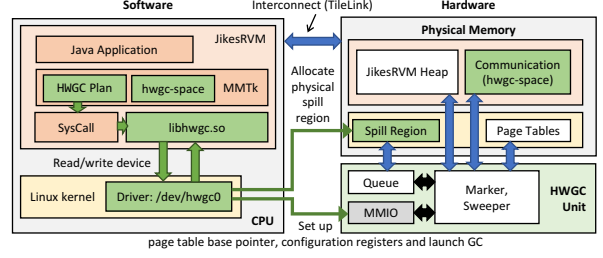 Software
Interconnect (TileLink)
Hardware
JikesRVM
Java Application
HWGC Plan
hwgc-space
MMTk
SysCall
libhwgc.so
Read/write device
Linux kernel
Driver: /dev/hwgc0
CPU
Allocate
physical
spill
region
Set up
page table base pointer, configuration registers and launch GC
Physical Memory
JikesRVM Heap
Communication
(hwgc-space)
Spill Region
Page Tables
Queue
MMIO
Marker,
Sweeper
HWGC
Unit